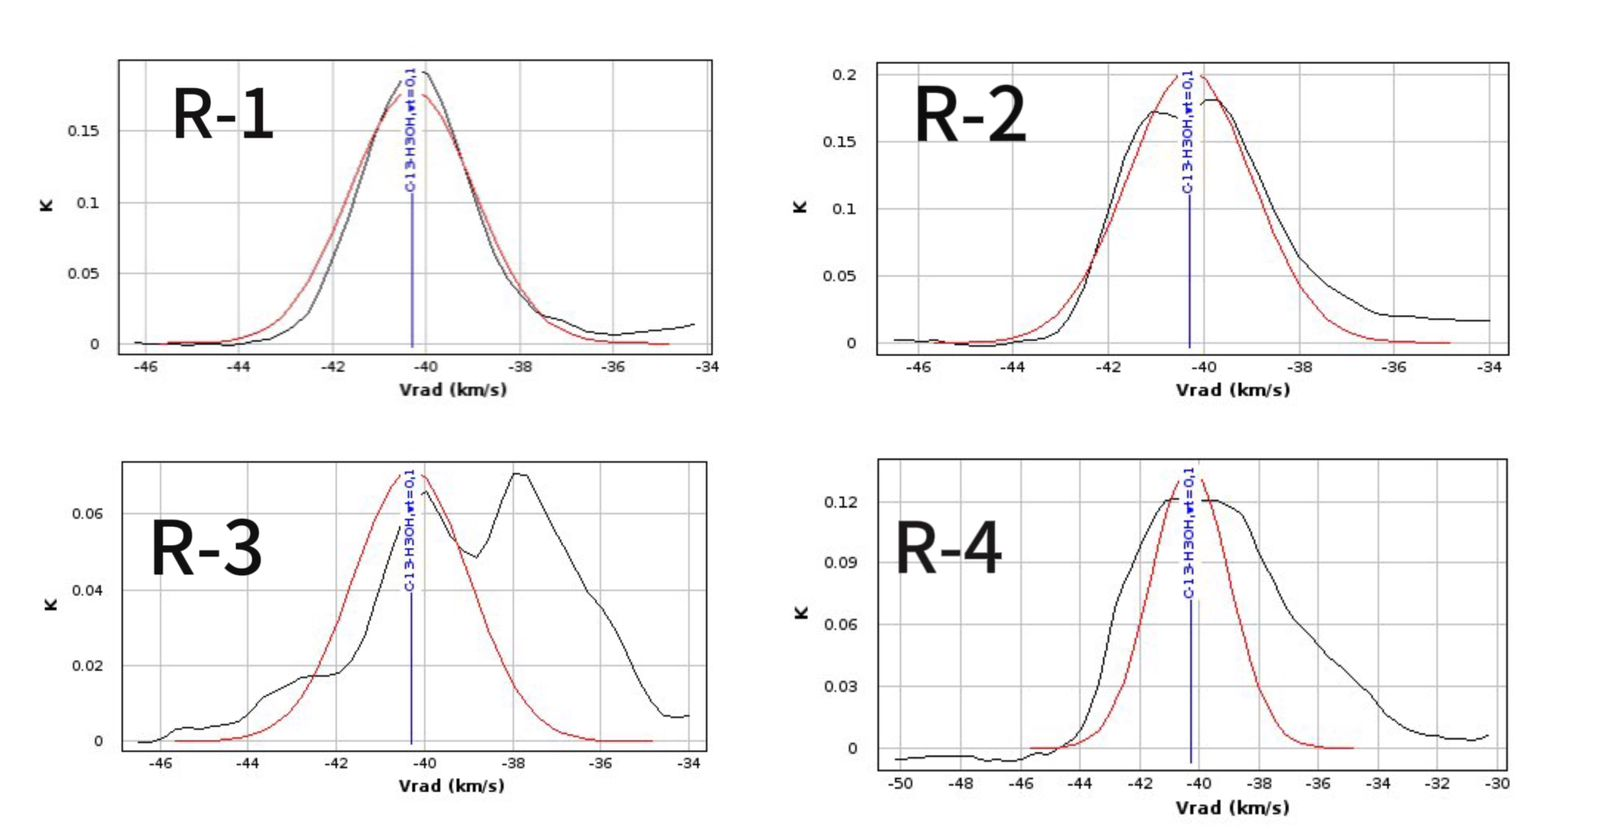 R-1
C-13-H3OH,vt=0,1
K
0.15
0.1
0.05
0
-46 -44 -42 -40 -38 -36 -34
Vrad (km/s)
R-2
C-13-H3OH,vt=0,1
K
0.2
0.15
0.1
0.05
0
-46 -44 -42 -40 -38 -36 -34
Vrad (km/s)
R-3
C-13-H3OH,vt=0,1
K
0.06
0.04
0.02
0
-46 -44 -42 -40 -38 -36 -34
Vrad (km/s)
R-4
C-13-H3OH,vt=0,1
K
0.12
0.09
0.06
0.03
0
-50 -48 -46 -44 -42 -40 -38 -36 -34 -32 -30
Vrad (km/s)